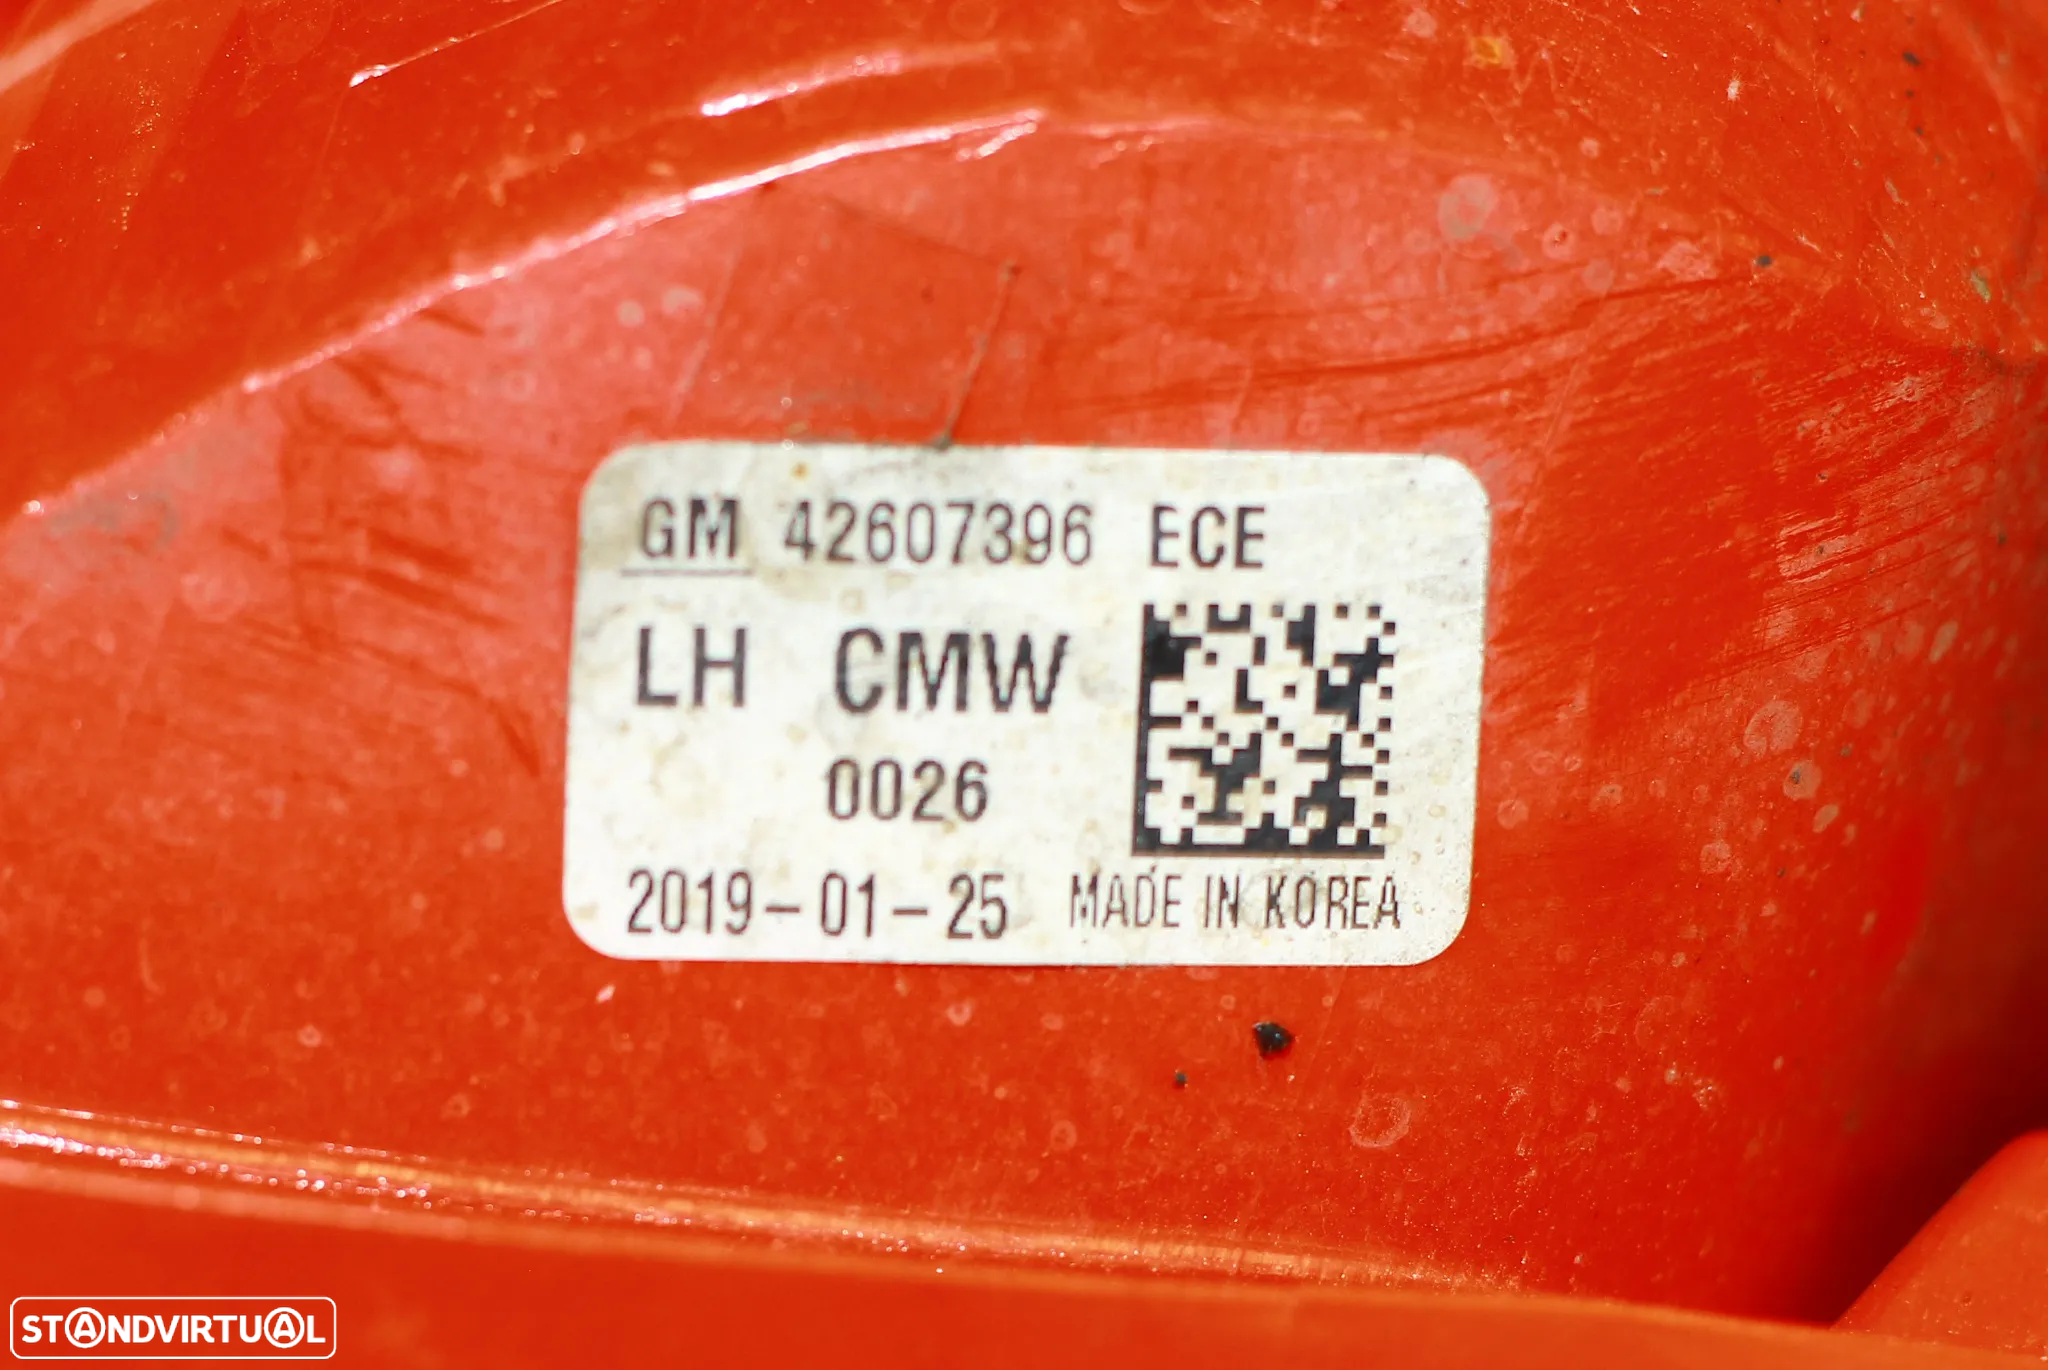 GM 42607396 ECE
LH CMW
0026
2019-01-25 MADE IN KOREA
STANDVIRTUAL